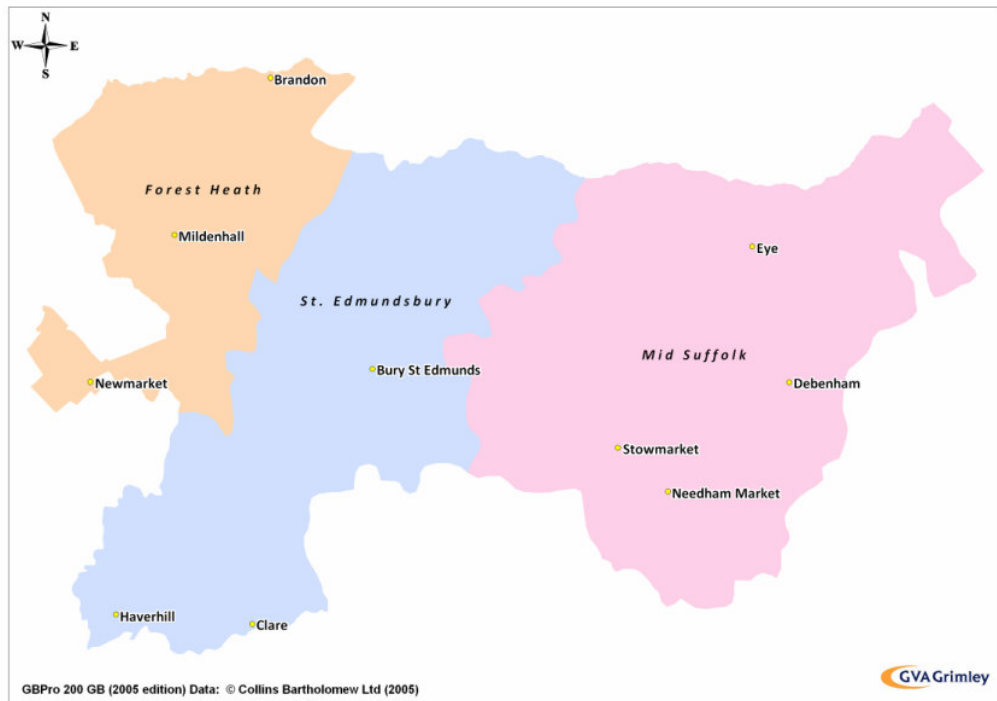 N
W E
S
Brandon
Forest Heath
Mildenhall
Eye
St. Edmundsbury
Mid Suffolk
Bury St Edmunds
Newmarket
Debenham
Stowmarket
Needham Market
Haverhill
Clare
GBPro 200 GB (2005 edition) Data: © Collins Bartholomew Ltd (2005)
GVA Grimley